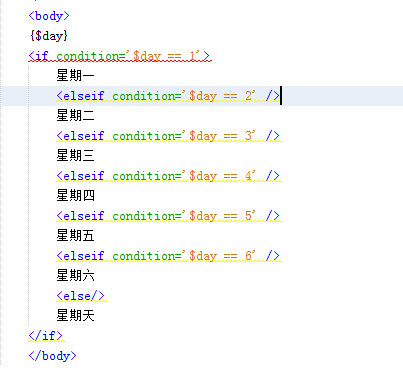 <body>
{$day}
<if condition='$day == 1'>
星期一
<elseif condition='$day == 2' />
星期二
<elseif condition='$day == 3' />
星期三
<elseif condition='$day == 4' />
星期四
<elseif condition='$day == 5' />
星期五
<elseif condition='$day == 6' />
星期六
<else/>
星期天
</if>
</body>